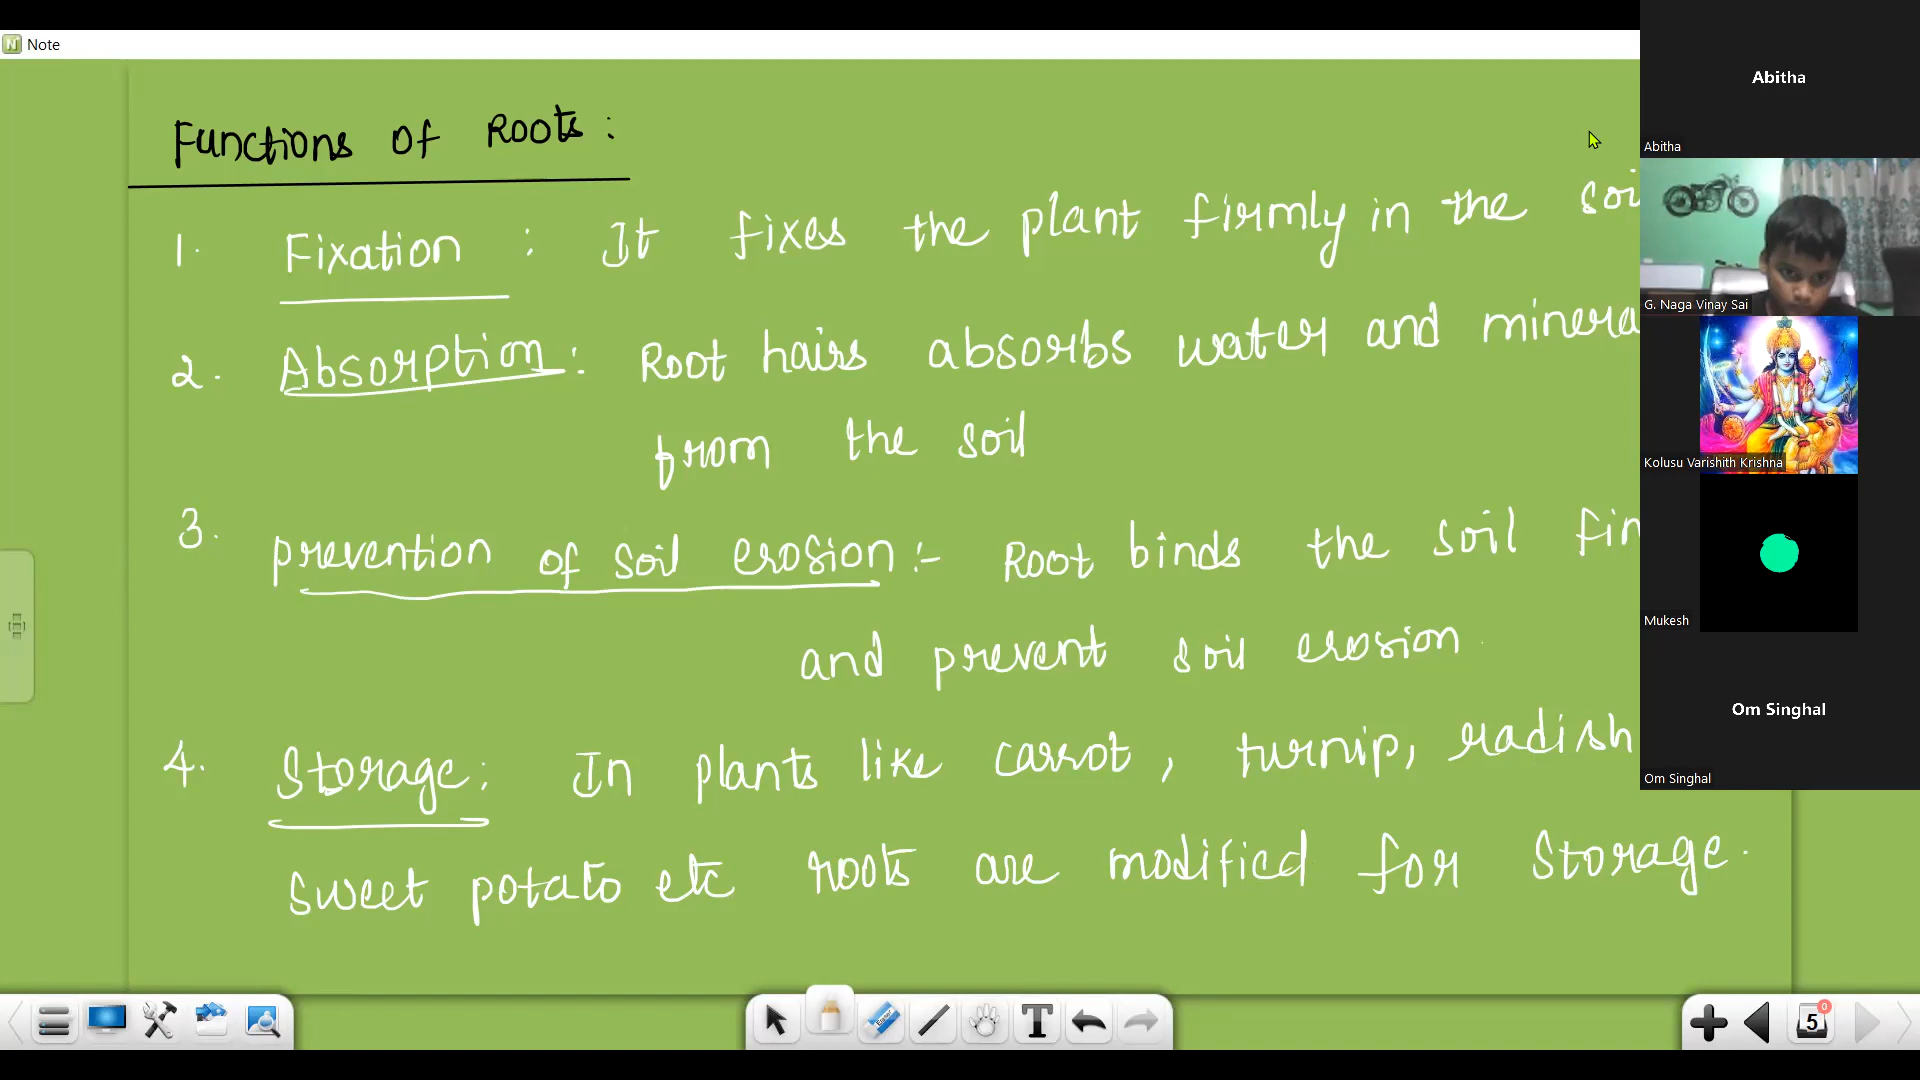 Note
Functions of Roots:
1. Fixation : It fixes the plant firmly in the soi
2. Absorption: Root hairs absorbs water and minera
from the soil
3. prevention of soil erosion:- Root binds the soil fir
and prevent soil erosion.
4. Storage: In plants like carrot, turnip, radish
sweet potato etc roots are modified for storage.
Abitha
Abitha
G. Naga Vinay Sai
Kolusu Varishith Krishna
Mukesh
Om Singhal
Om Singhal
Eraser
T
5
0